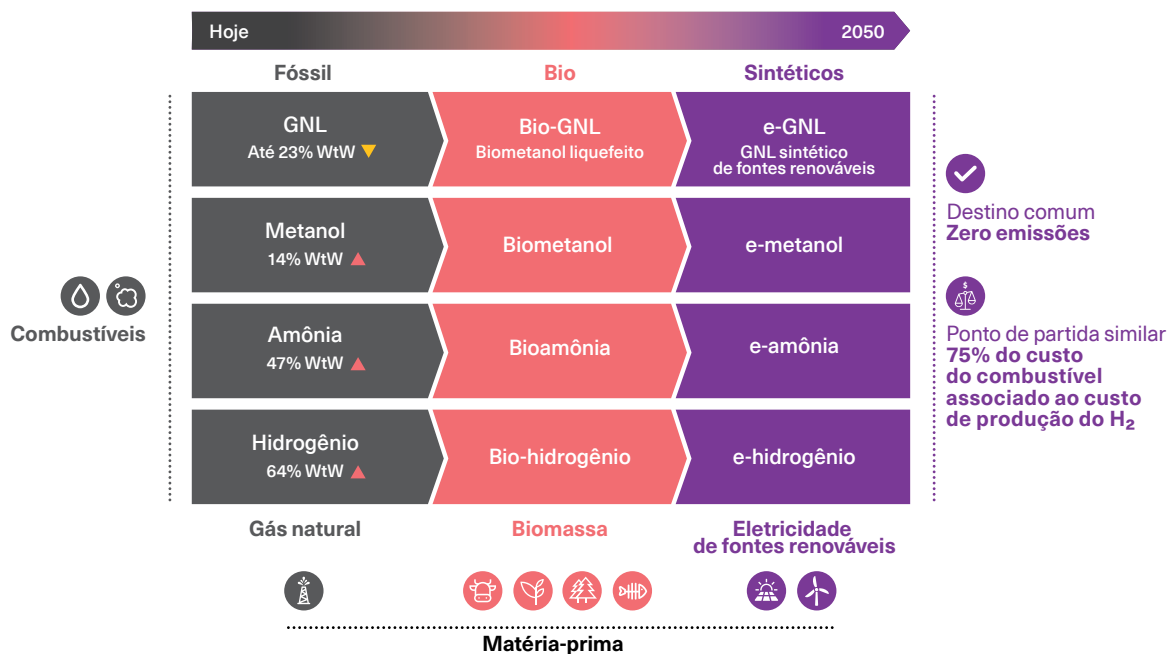 Hoje
2050
Fóssil
Bio
Sintéticos
GNL
Até 23% WtW
Bio-GNL
Biometanol liquefeito
e-GNL
GNL sintético
de fontes renováveis
Metanol
14% WtW
Biometanol
e-metanol
Amônia
47% WtW
Bioamônia
e-amônia
Hidrogênio
64% WtW
Bio-hidrogênio
e-hidrogênio
Combustíveis
Destino comum
Zero emissões
$
Ponto de partida similar
75% do custo
do combustível
associado ao custo
de produção do H₂
Gás natural
Biomassa
Eletricidade
de fontes renováveis
Matéria-prima